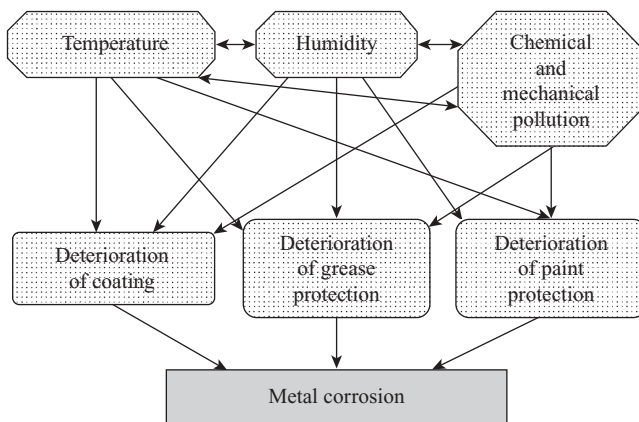 Temperature
Humidity
Chemical
and
mechanical
pollution
Deterioration
of coating
Deterioration
of grease
protection
Deterioration
of paint
protection
Metal corrosion